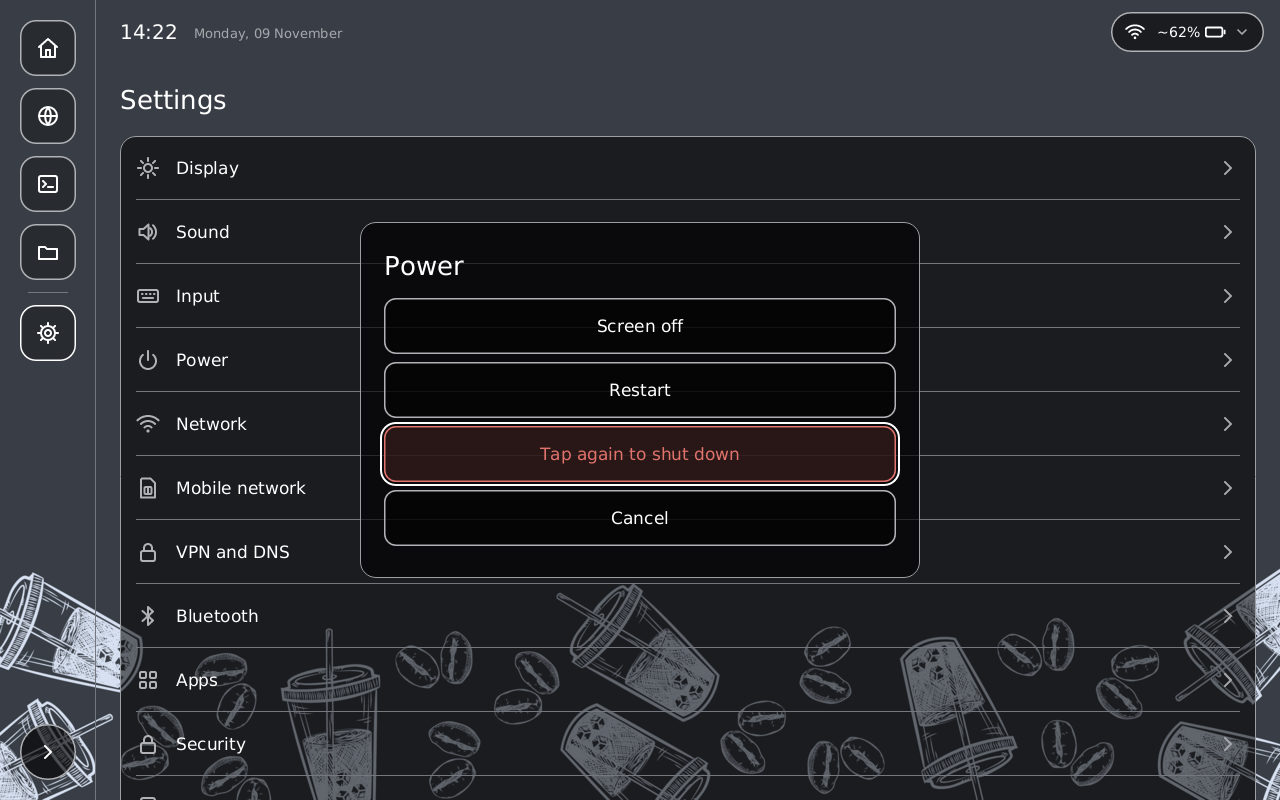 14:22 Monday, 09 November
~62%
Settings
Display
Sound
Input
Power
Network
Mobile network
VPN and DNS
Bluetooth
Apps
Security
Power
Screen off
Restart
Tap again to shut down
Cancel